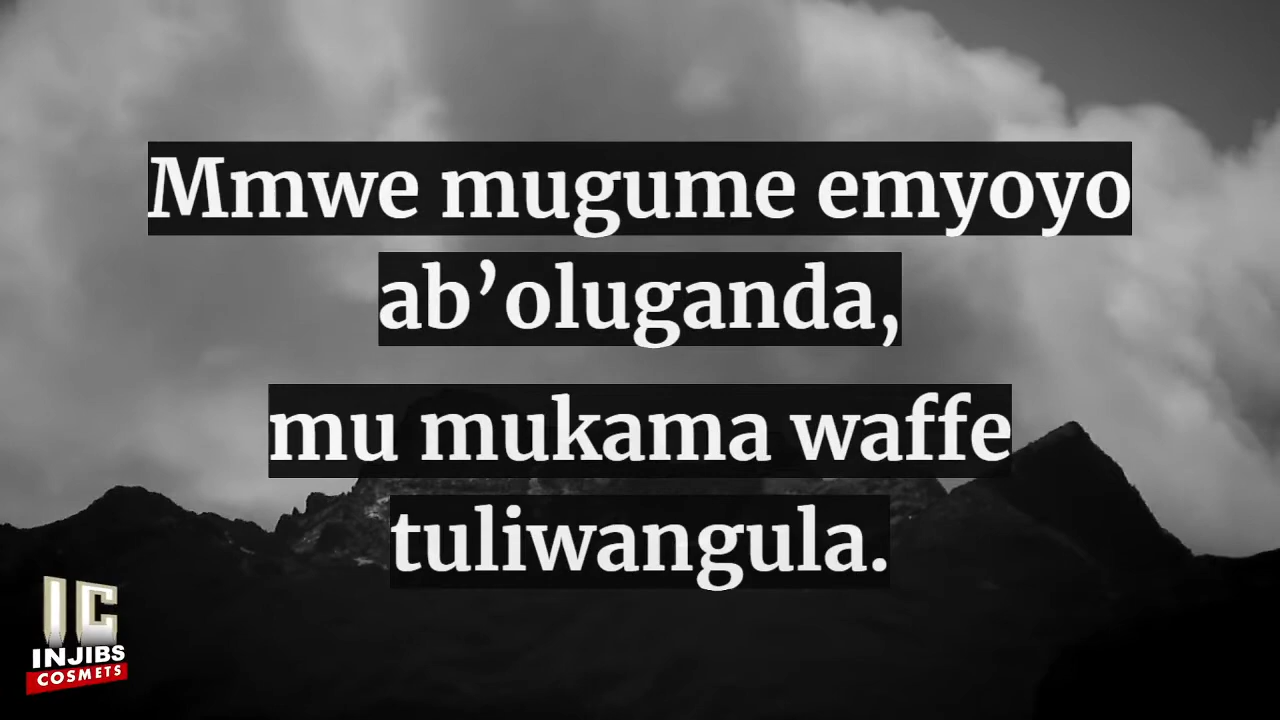 Mmwe mugume emyoyo
ab’oluganda,
mu mukama waffe
tuliwangula.
IC
INJIBS
COSMETS